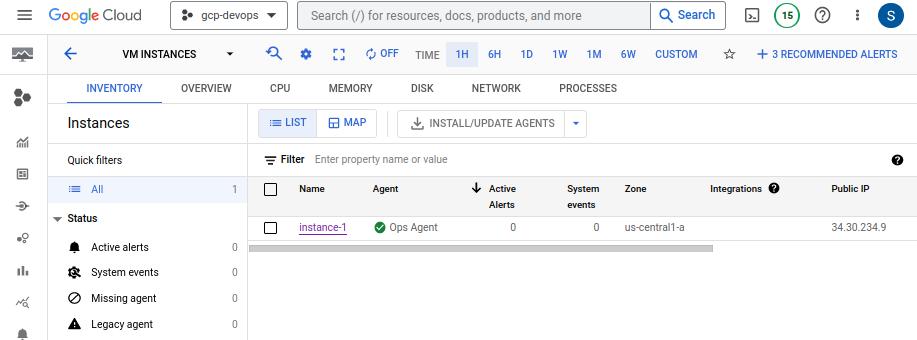 Google Cloud
gcp-devops
Search (/) for resources, docs, products, and more
Search
15
S
VM INSTANCES
OFF
TIME
1H
6H
1D
1W
1M
6W
CUSTOM
3 RECOMMENDED ALERTS
INVENTORY
OVERVIEW
CPU
MEMORY
DISK
NETWORK
PROCESSES
Instances
LIST
MAP
INSTALL/UPDATE AGENTS
Quick filters
Filter Enter property name or value
All 1
Name
Agent
Active
Alerts
System
events
Zone
Integrations
Public IP
Status
instance-1
Ops Agent
0
0
us-central1-a
34.30.234.9
Active alerts 0
System events 0
Missing agent 0
Legacy agent 0